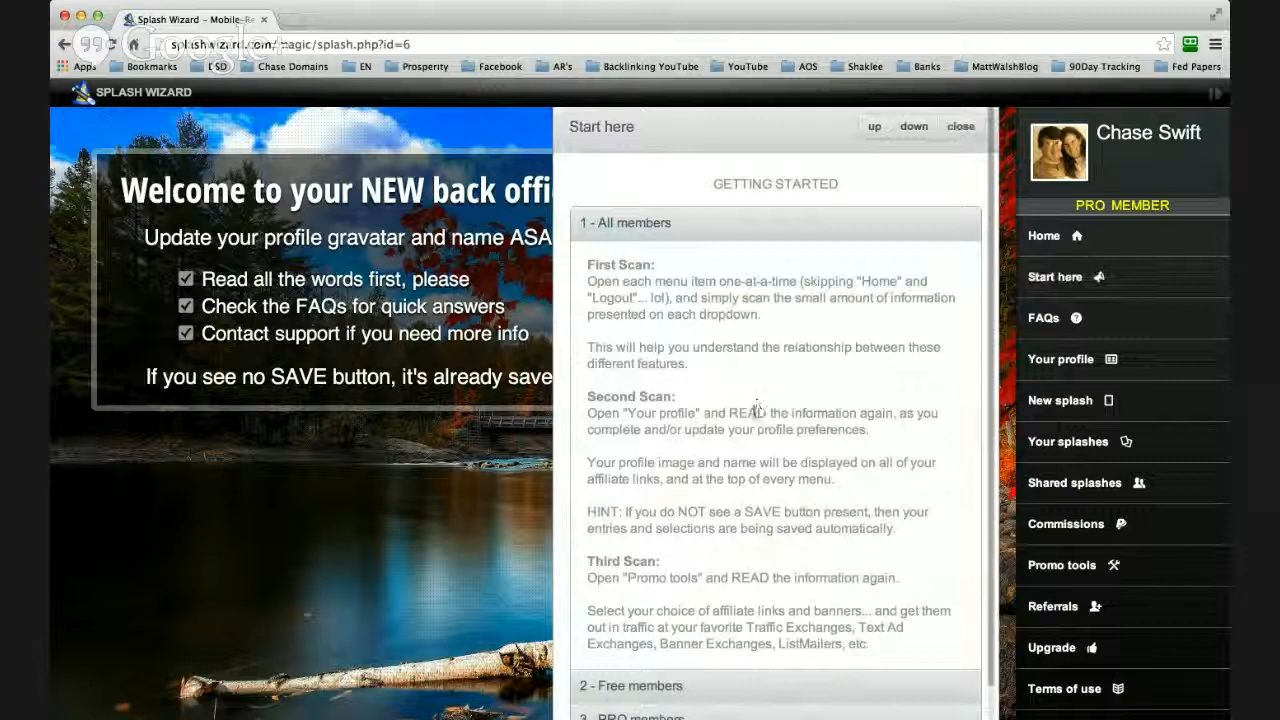 Splash Wizard – Mobile-Re
Google+
splashwizard.com/magic/splash.php?id=6
Apps Bookmarks DSD Chase Domains EN Prosperity Facebook AR's Backlinking YouTube YouTube AOS Shaklee Banks MattWalshBlog 90Day Tracking Fed Papers
SPLASH WIZARD
Welcome to your NEW back offi
Update your profile gravatar and name ASA
Read all the words first, please
Check the FAQs for quick answers
Contact support if you need more info
If you see no SAVE button, it's already save
Start here
up down close
GETTING STARTED
1 - All members
First Scan:
Open each menu item one-at-a-time (skipping "Home" and
"Logout"... lol), and simply scan the small amount of information
presented on each dropdown.
This will help you understand the relationship between these
different features.
Second Scan:
Open "Your profile" and READ the information again, as you
complete and/or update your profile preferences.
Your profile image and name will be displayed on all of your
affiliate links, and at the top of every menu.
HINT: If you do NOT see a SAVE button present, then your
entries and selections are being saved automatically.
Third Scan:
Open "Promo tools" and READ the information again.
Select your choice of affiliate links and banners... and get them
out in traffic at your favorite Traffic Exchanges, Text Ad
Exchanges, Banner Exchanges, ListMailers, etc.
2 - Free members
3 - PRO members
Chase Swift
PRO MEMBER
Home
Start here
FAQs
Your profile
New splash
Your splashes
Shared splashes
Commissions
Promo tools
Referrals
Upgrade
Terms of use